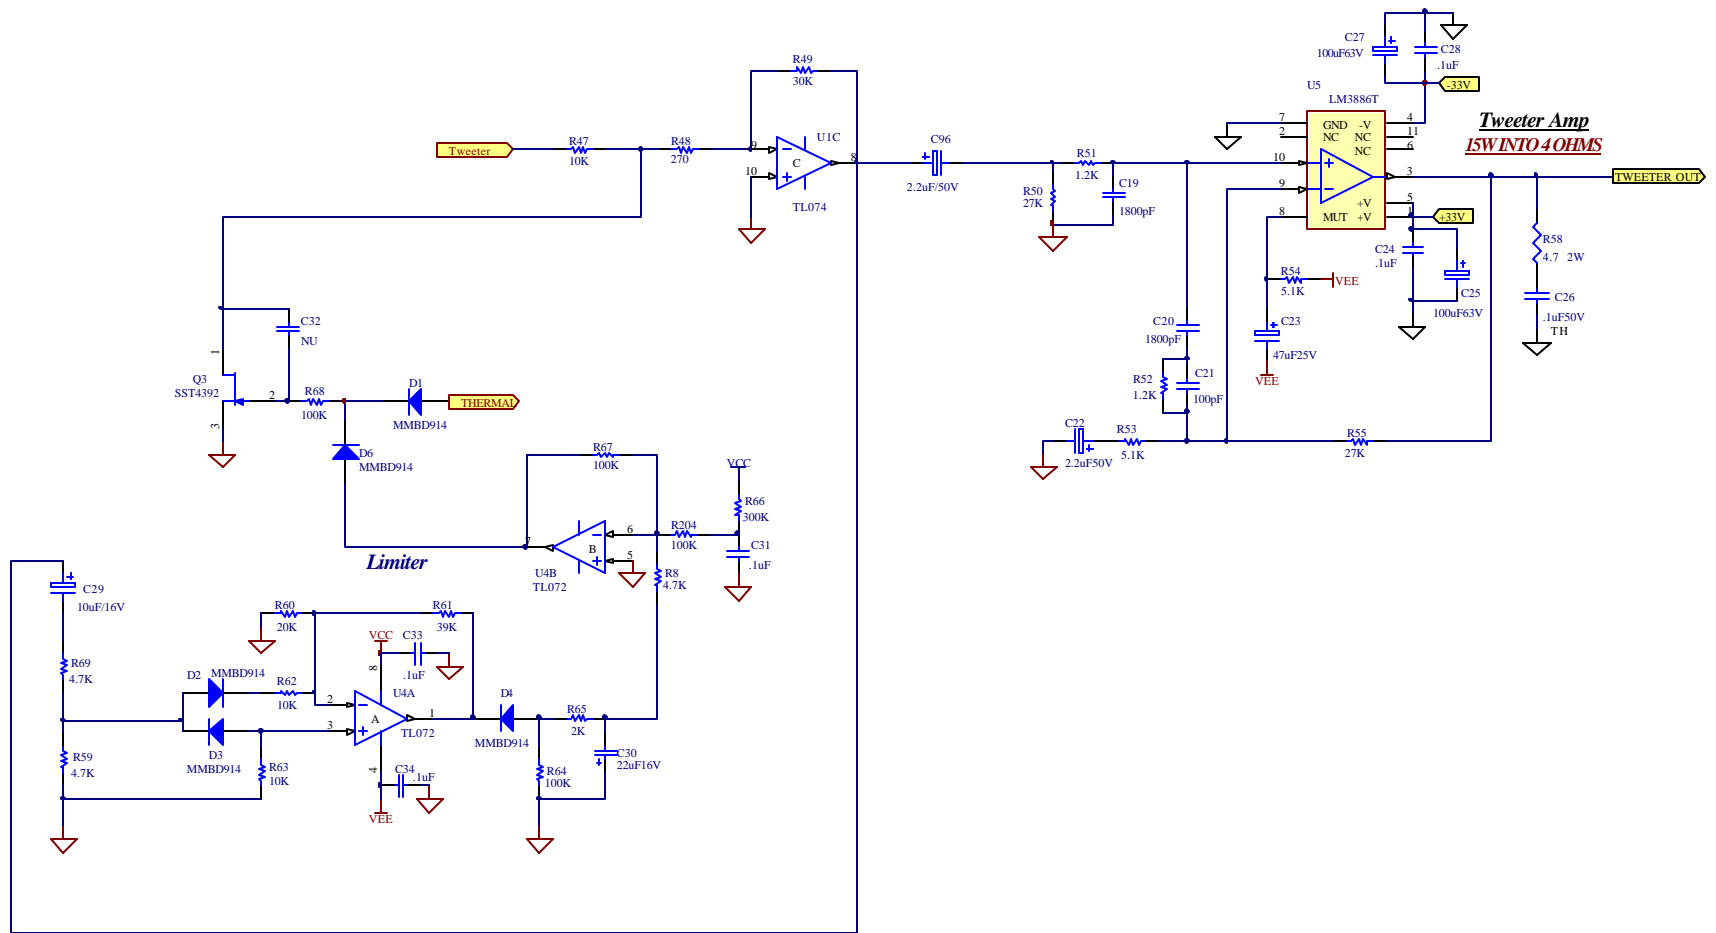 C27
100uF63V
C28
.1uF
-33V
R49
30K
U5
LM3886T
Tweeter Amp
15W INTO 4 OHMS
Tweeter
R47
10K
R48
270
9
10
C
U1C
8
TL074
C96
2.2uF/50V
R50
27K
R51
1.2K
C19
1800pF
7
2
10
9
8
GND
NC
MUT
-V
NC
NC
+V
+V
4
11
6
3
5
1
TWEETER OUT
+33V
C24
.1uF
C25
100uF63V
R58
4.7 2W
C26
.1uF50V
TH
R54
5.1K
VEE
C23
47uF25V
VEE
C20
1800pF
R52
1.2K
C21
100pF
C22
2.2uF50V
R53
5.1K
R55
27K
C32
NU
1
Q3
SST4392
2
3
R68
100K
D1
MMBD914
THERMAL
D6
MMBD914
R67
100K
VCC
R66
300K
R204
100K
C31
.1uF
6
5
7
B
U4B
TL072
R8
4.7K
Limiter
C29
10uF/16V
R60
20K
R61
39K
VCC
C33
.1uF
8
R69
4.7K
D2
MMBD914
R62
10K
2
3
A
U4A
1
TL072
D4
MMBD914
R65
2K
C30
22uF16V
R59
4.7K
D3
MMBD914
R63
10K
4
C34
.1uF
VEE
R64
100K